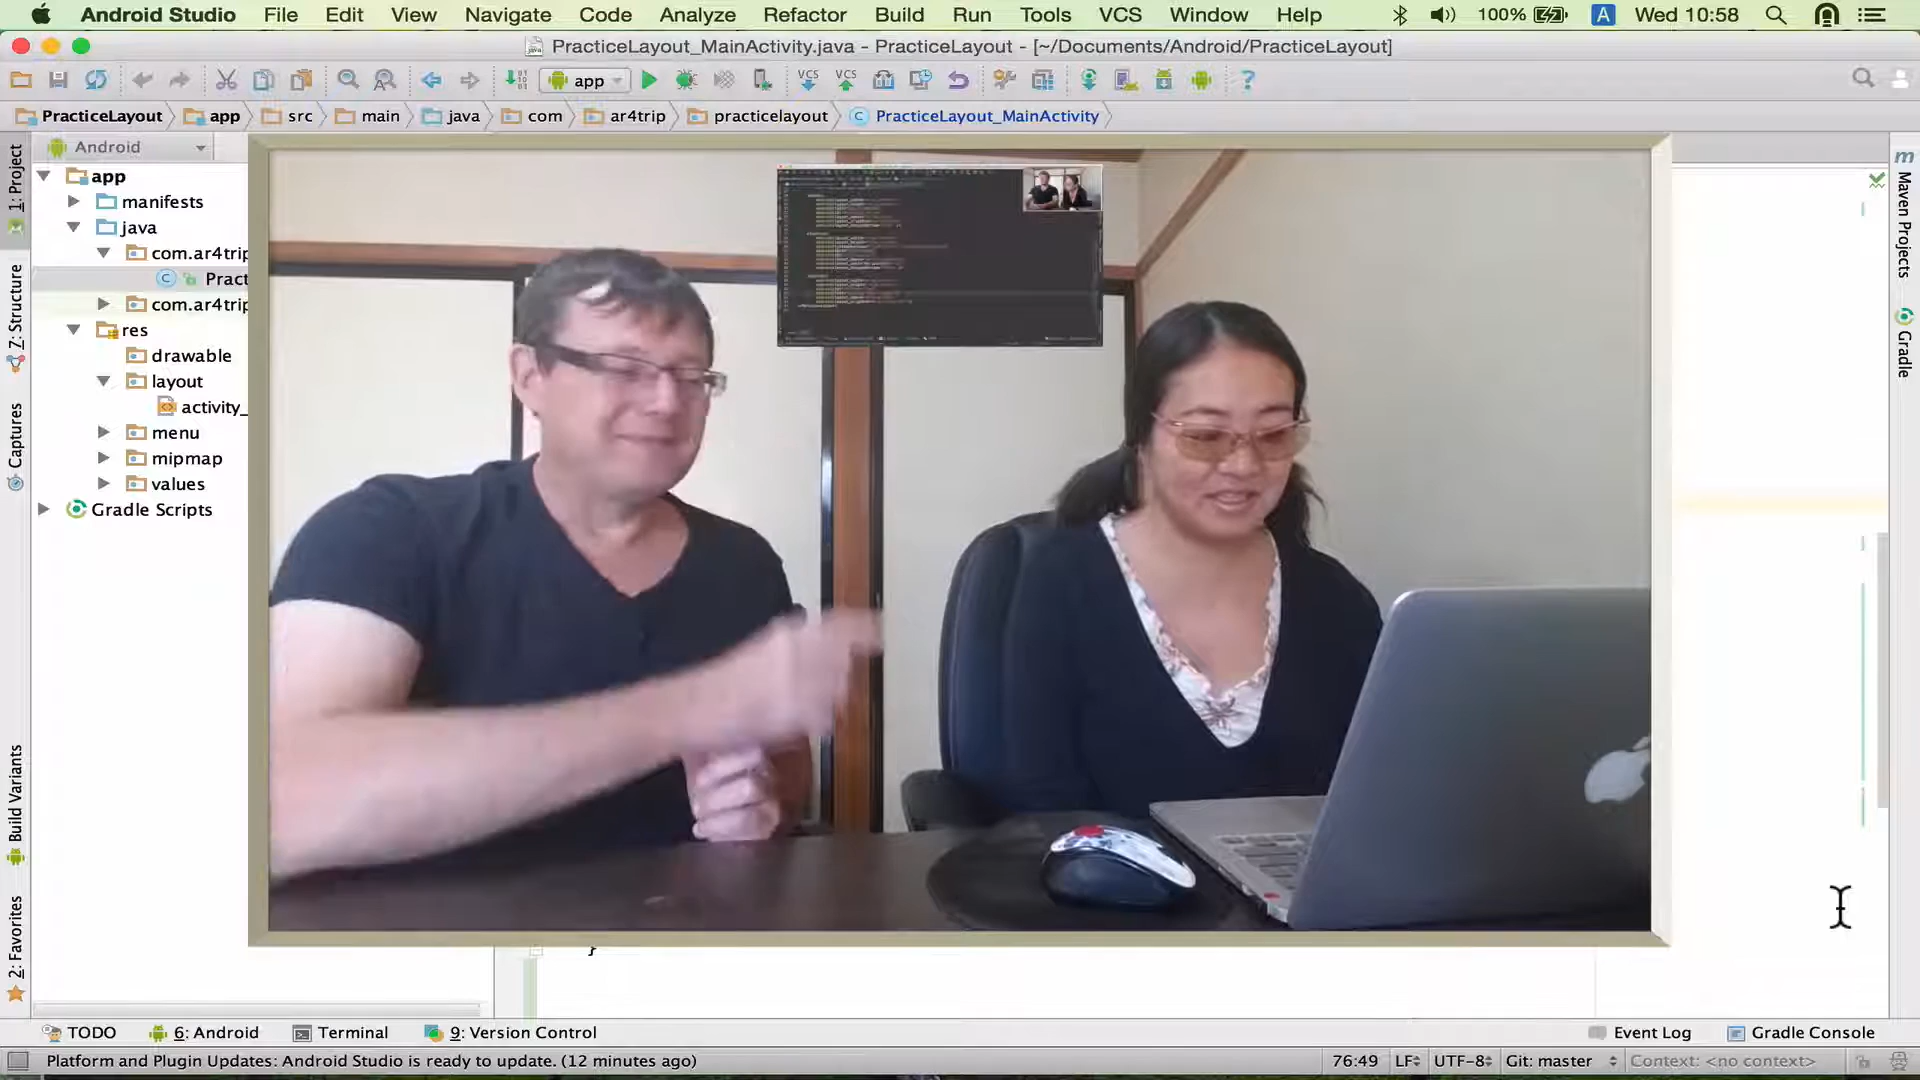 Android Studio File Edit View Navigate Code Analyze Refactor Build Run Tools VCS Window Help 100% A Wed 10:58
PracticeLayout_MainActivity.java - PracticeLayout - [~/Documents/Android/PracticeLayout]
app VCS VCS ?
PracticeLayout app src main java com ar4trip practicelayout C PracticeLayout_MainActivity
1: Project
Z: Structure
Captures
Build Variants
2: Favorites
Android
app
manifests
java
com.ar4trip
C Pract
com.ar4trip
res
drawable
layout
activity_
menu
mipmap
values
Gradle Scripts
m
Maven Projects
Gradle
}
TODO 6: Android Terminal 9: Version Control Event Log Gradle Console
Platform and Plugin Updates: Android Studio is ready to update. (12 minutes ago) 76:49 LF UTF-8 Git: master Context: <no context>